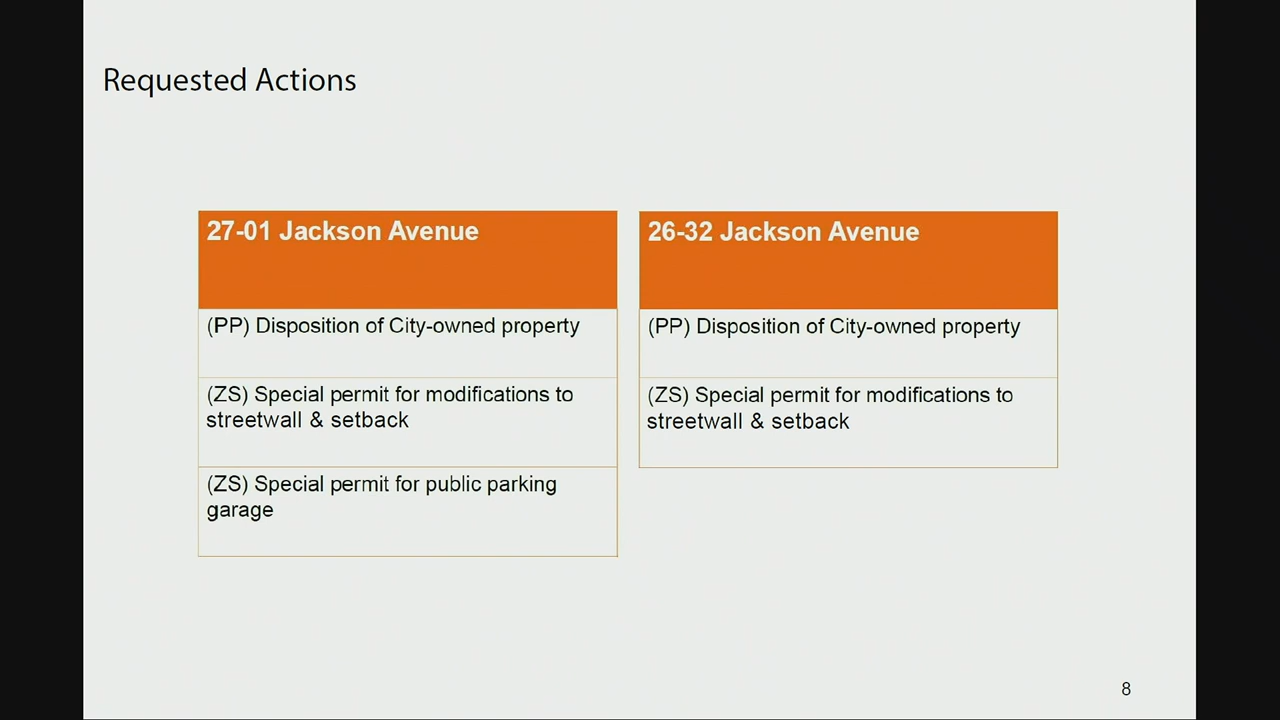 Requested Actions
27-01 Jackson Avenue
(PP) Disposition of City-owned property
(ZS) Special permit for modifications to
streetwall & setback
(ZS) Special permit for public parking
garage
26-32 Jackson Avenue
(PP) Disposition of City-owned property
(ZS) Special permit for modifications to
streetwall & setback
8